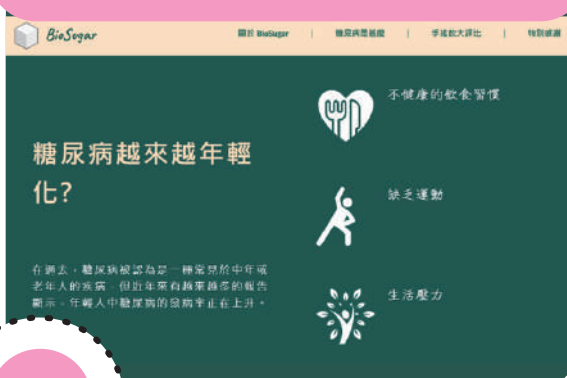 BioSugar
關於 BioSugar | 糖尿病是甚麼 | 手搖飲大評比 | 特別感謝
不健康的飲食習慣
糖尿病越來越年輕
化?
缺乏運動
在過去，糖尿病被認為是一種常見於中年或
老年人的疾病，但近年來有越來越多的報告
顯示，年輕人中糖尿病的發病率正在上升。
生活壓力